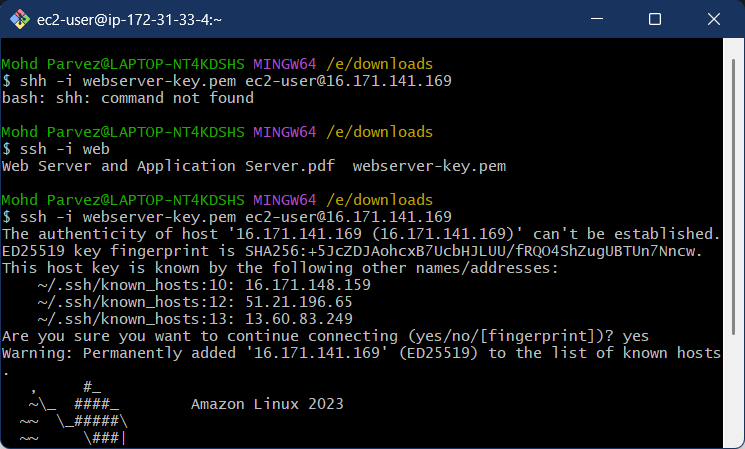 ec2-user@ip-172-31-33-4:~
Mohd Parvez@LAPTOP-NT4KDSHS MINGW64 /e/downloads
$ shh -i webserver-key.pem ec2-user@16.171.141.169
bash: shh: command not found
Mohd Parvez@LAPTOP-NT4KDSHS MINGW64 /e/downloads
$ ssh -i web
Web Server and Application Server.pdf  webserver-key.pem
Mohd Parvez@LAPTOP-NT4KDSHS MINGW64 /e/downloads
$ ssh -i webserver-key.pem ec2-user@16.171.141.169
The authenticity of host '16.171.141.169 (16.171.141.169)' can't be established.
ED25519 key fingerprint is SHA256:+5JcZDJAohcxB7UcbHJLUU/fRQO4ShZugUBTUn7Nncw.
This host key is known by the following other names/addresses:
    ~/.ssh/known_hosts:10: 16.171.148.159
    ~/.ssh/known_hosts:12: 51.21.196.65
    ~/.ssh/known_hosts:13: 13.60.83.249
Are you sure you want to continue connecting (yes/no/[fingerprint])? yes
Warning: Permanently added '16.171.141.169' (ED25519) to the list of known hosts
.
   ,     #_
   ~\_  ####_        Amazon Linux 2023
  ~~  \_#####\
  ~~     \###|